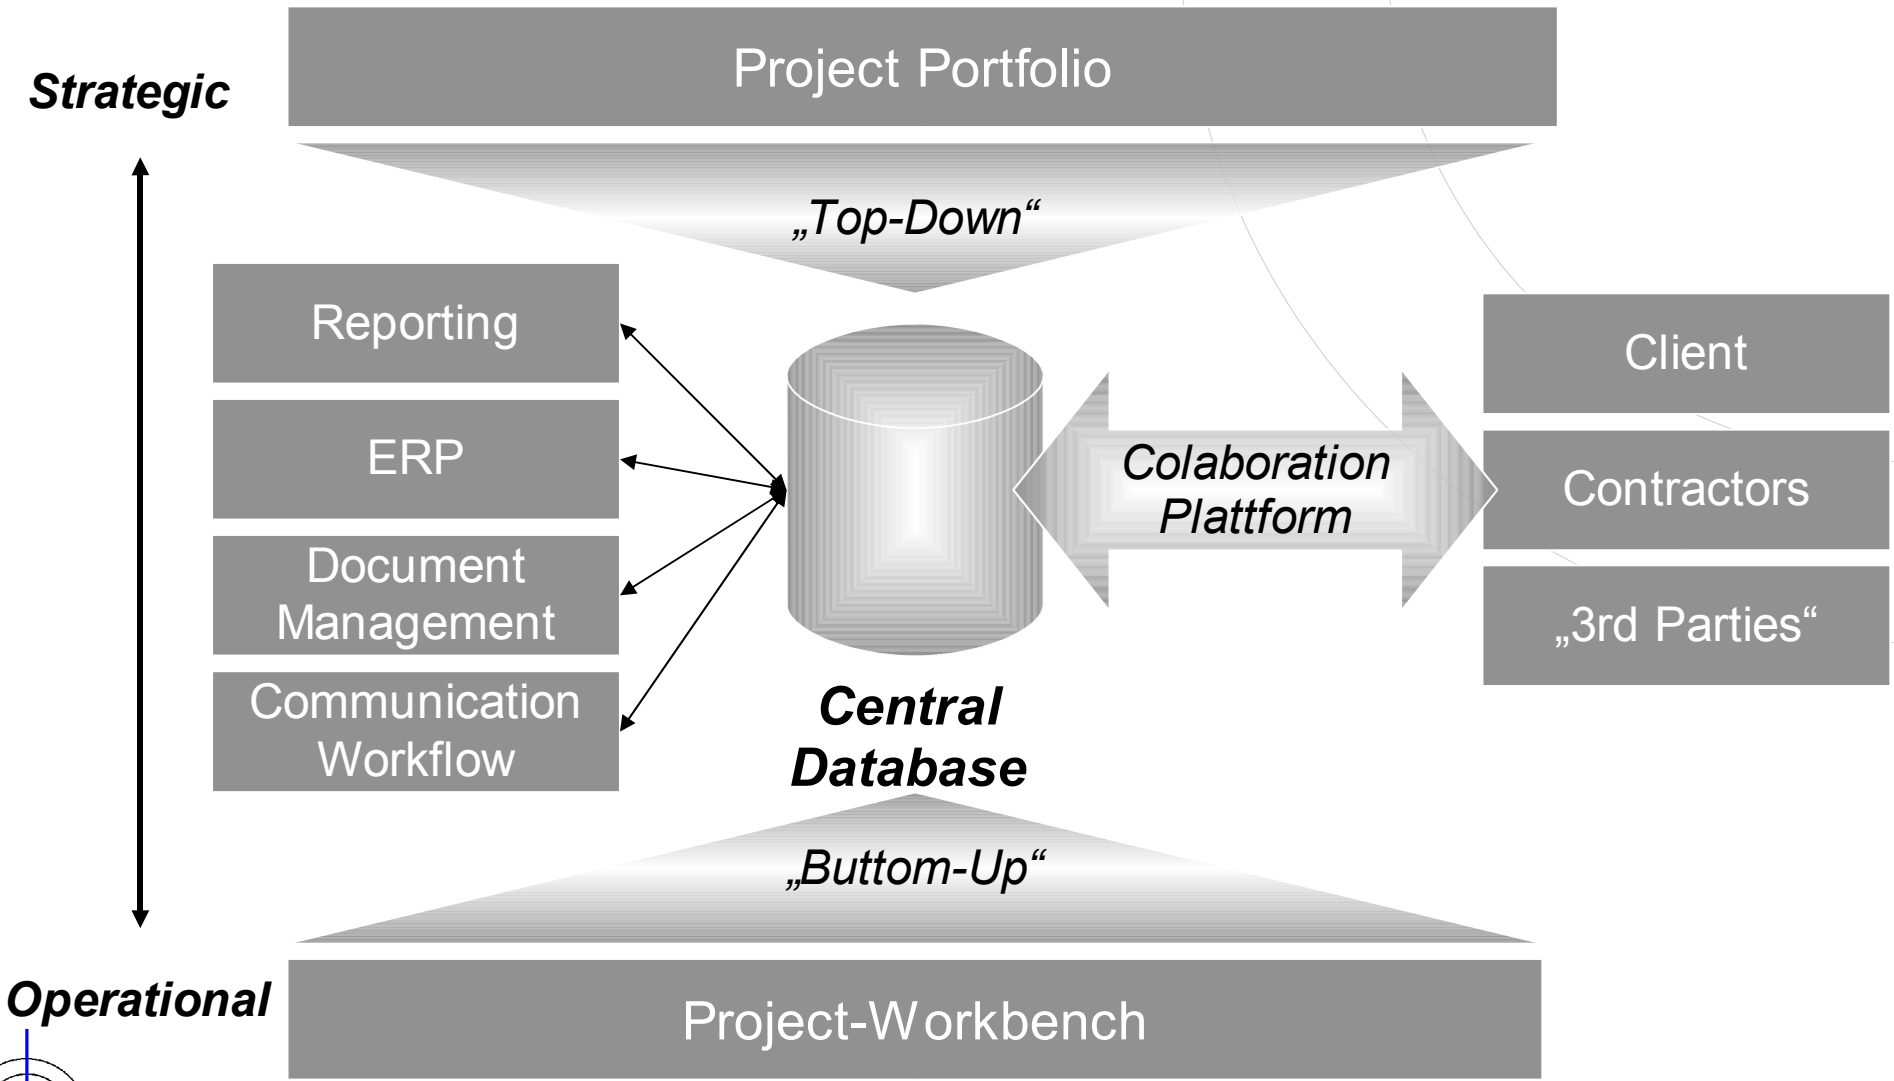 Project Portfolio
Strategic
„Top-Down“
Reporting
ERP
Document
Management
Communication
Workflow
Central
Database
Colaboration
Plattform
Client
Contractors
„3rd Parties“
„Buttom-Up“
Operational
Project-Workbench